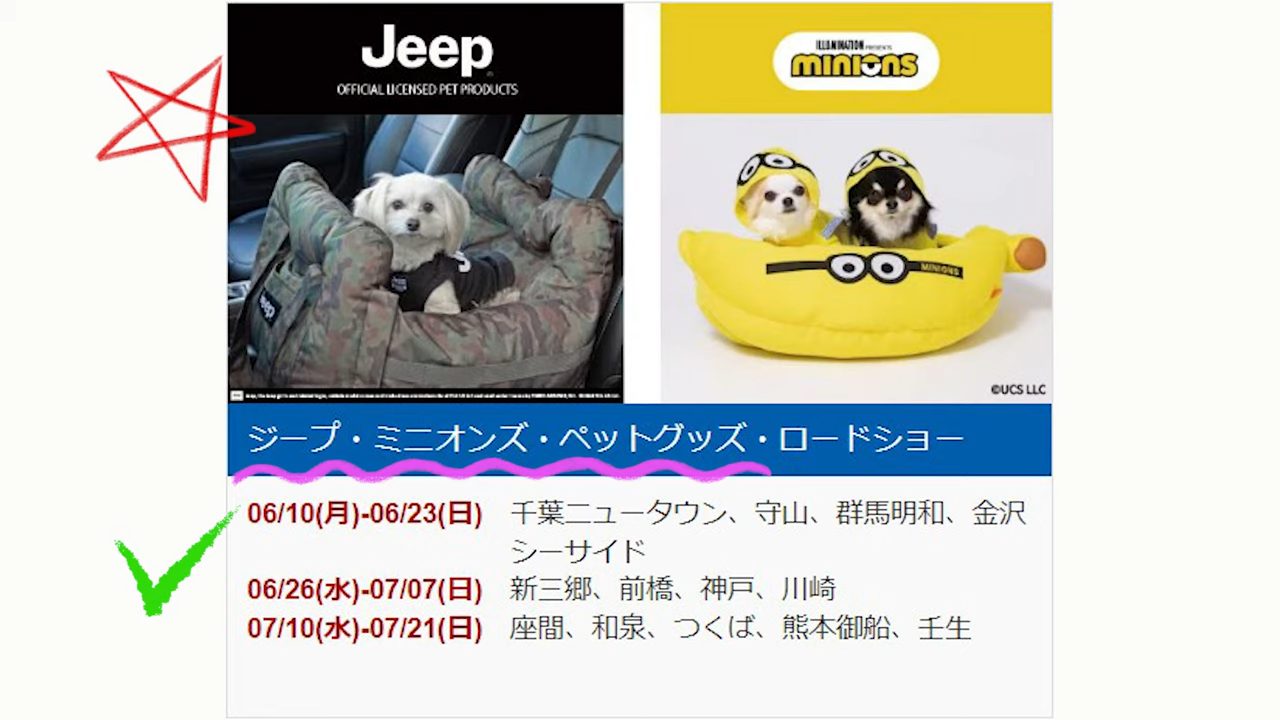 Jeep
OFFICIAL LICENSED PET PRODUCTS
ILLUMINATION PRESENTS
minions
Jeep
MINIONS
©UCS LLC
ジープ・ミニオンズ・ペットグッズ・ロードショー
06/10(月)-06/23(日) 千葉ニュータウン、守山、群馬明和、金沢
シーサイド
06/26(水)-07/07(日) 新三郷、前橋、神戸、川崎
07/10(水)-07/21(日) 座間、和泉、つくば、熊本御船、壬生